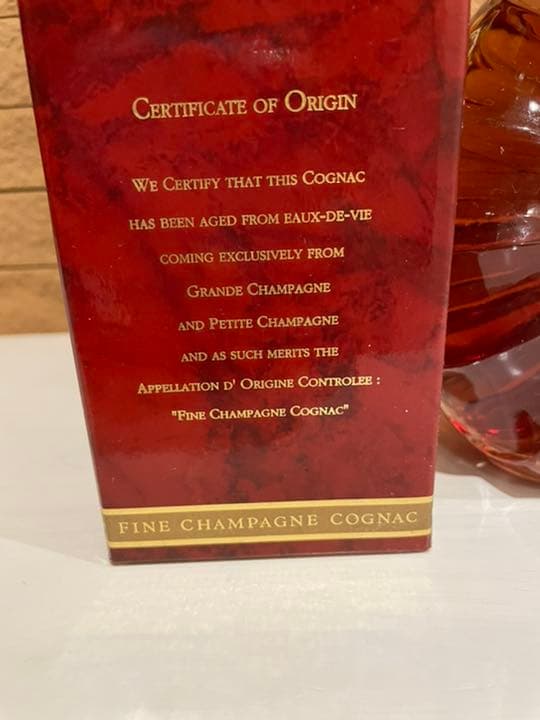 CERTIFICATE OF ORIGIN
WE CERTIFY THAT THIS COGNAC
HAS BEEN AGED FROM EAUX-DE-VIE
COMING EXCLUSIVELY FROM
GRANDE CHAMPAGNE
AND PETITE CHAMPAGNE
AND AS SUCH MERITS THE
APPELLATION D' ORIGINE CONTROLEE :
"FINE CHAMPAGNE COGNAC"
FINE CHAMPAGNE COGNAC